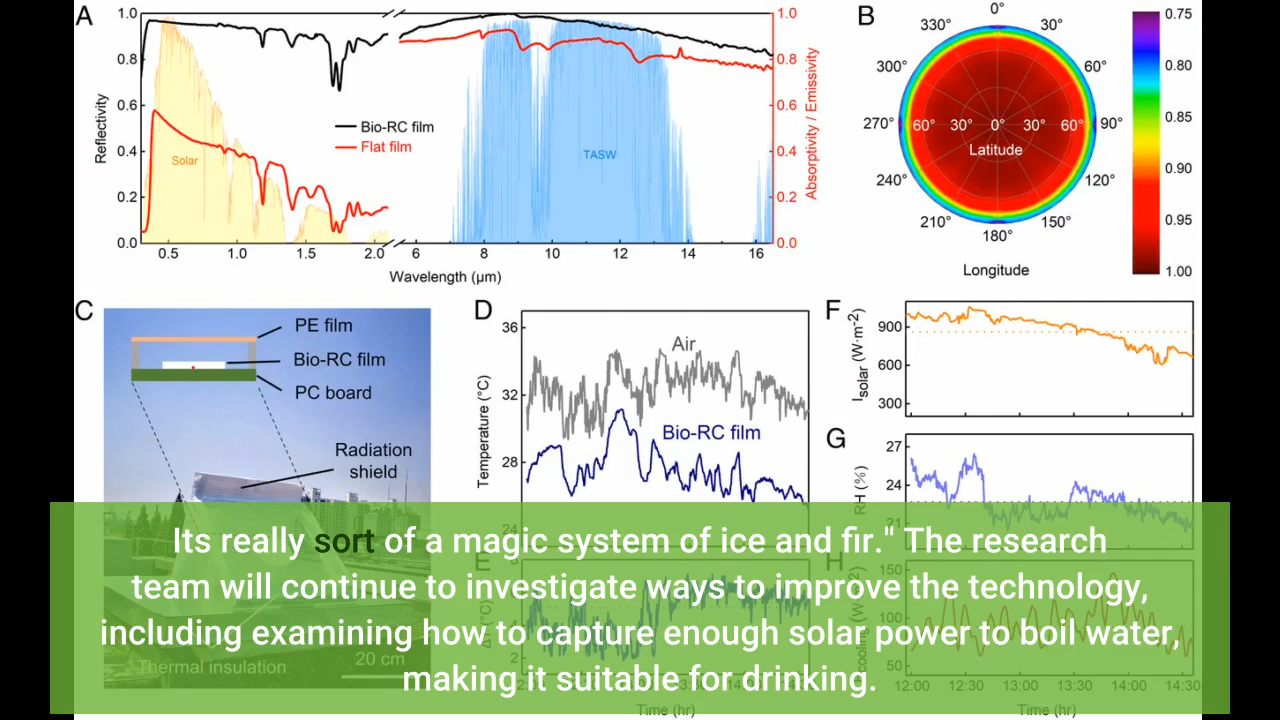 A
1.0
0.8
0.6
0.4
0.2
0.0
Reflectivity
Solar
Bio-RC film
Flat film
TASW
1.0
0.8
0.6
0.4
0.2
0.0
Absorptivity / Emissivity
0.5 1.0 1.5 2.0 6 8 10 12 14 16
Wavelength (µm)
B
0°
330° 30°
300° 60°
270° 60° 30° 0° 30° 60° 90°
Latitude
240° 120°
210° 150°
180°
Longitude
0.75
0.80
0.85
0.90
0.95
1.00
C
PE film
Bio-RC film
PC board
Radiation
shield
Thermal insulation
20 cm
D
36
32
28
24
Temperature (°C)
Air
Bio-RC film
E
2
Time (hr)
F
900
600
300
Isolar (W·m-2)
G
27
24
21
RH (%)
H
150
100
50
12:00 12:30 13:00 13:30 14:00 14:30
Time (hr)
Its really sort of a magic system of ice and fir." The research
team will continue to investigate ways to improve the technology,
including examining how to capture enough solar power to boil water,
making it suitable for drinking.